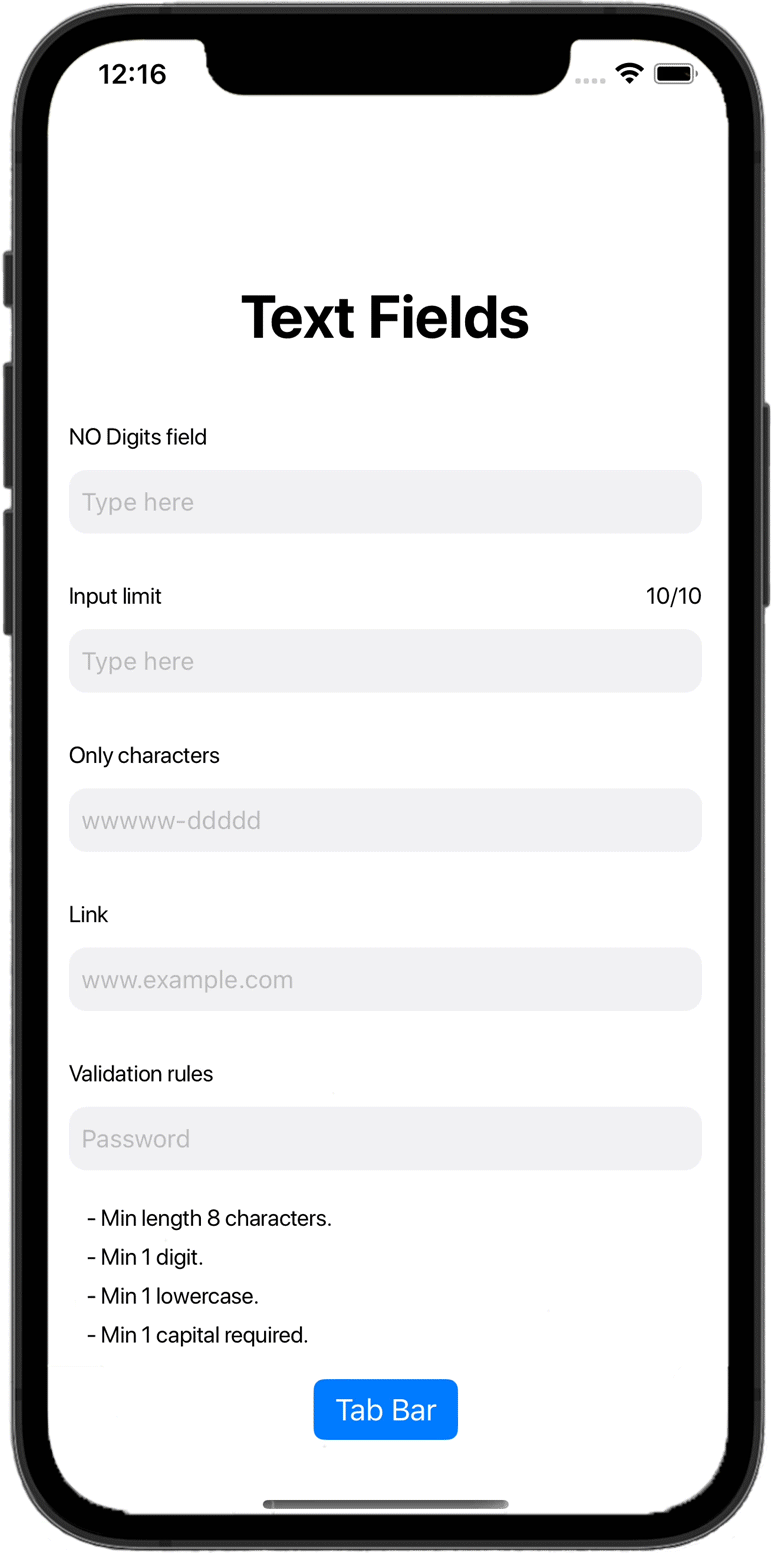 12:16
Text Fields
NO Digits field
Type here
Input limit 10/10
Type here
Only characters
wwwww-ddddd
Link
www.example.com
Validation rules
Password
- Min length 8 characters.
- Min 1 digit.
- Min 1 lowercase.
- Min 1 capital required.
Tab Bar